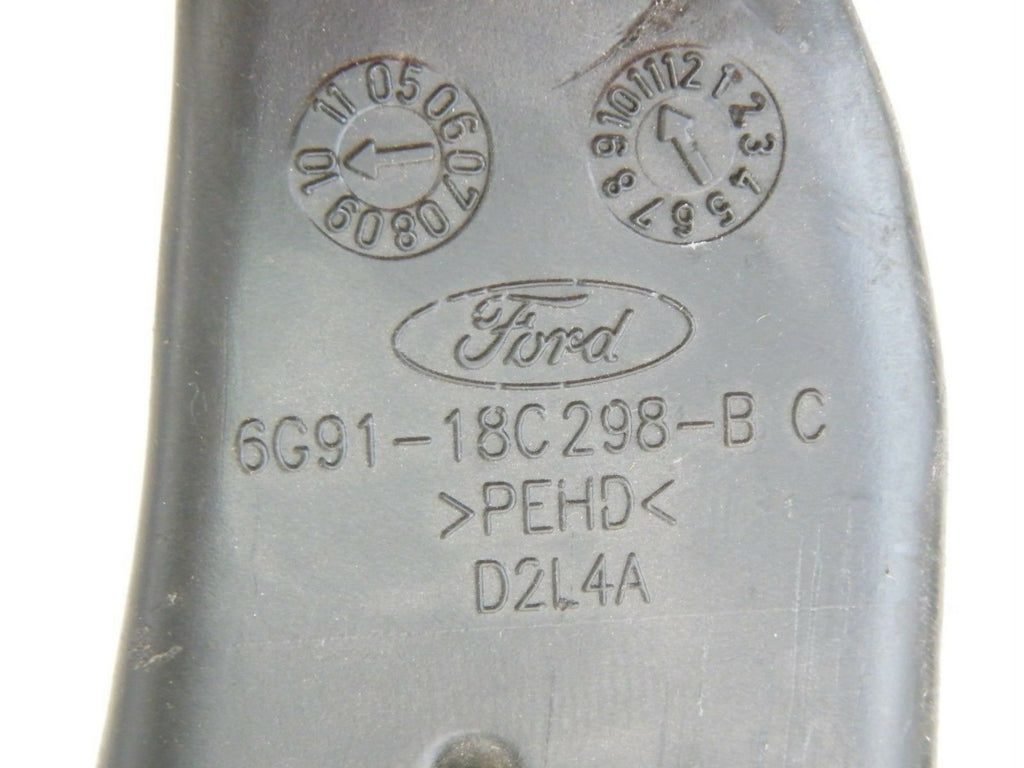 11 05 06 07 08 09 10
10 11 12 1 2 3 4 5 6 7 8 9
Ford
6G91-18C298-B C
>PEHD<
D2L4A